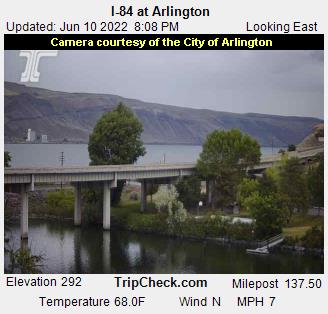 I-84 at Arlington
Updated: Jun 10 2022 8:08 PM Looking East
Camera courtesy of the City of Arlington
Elevation 292 TripCheck.com Milepost 137.50
Temperature 68.0F Wind N MPH 7